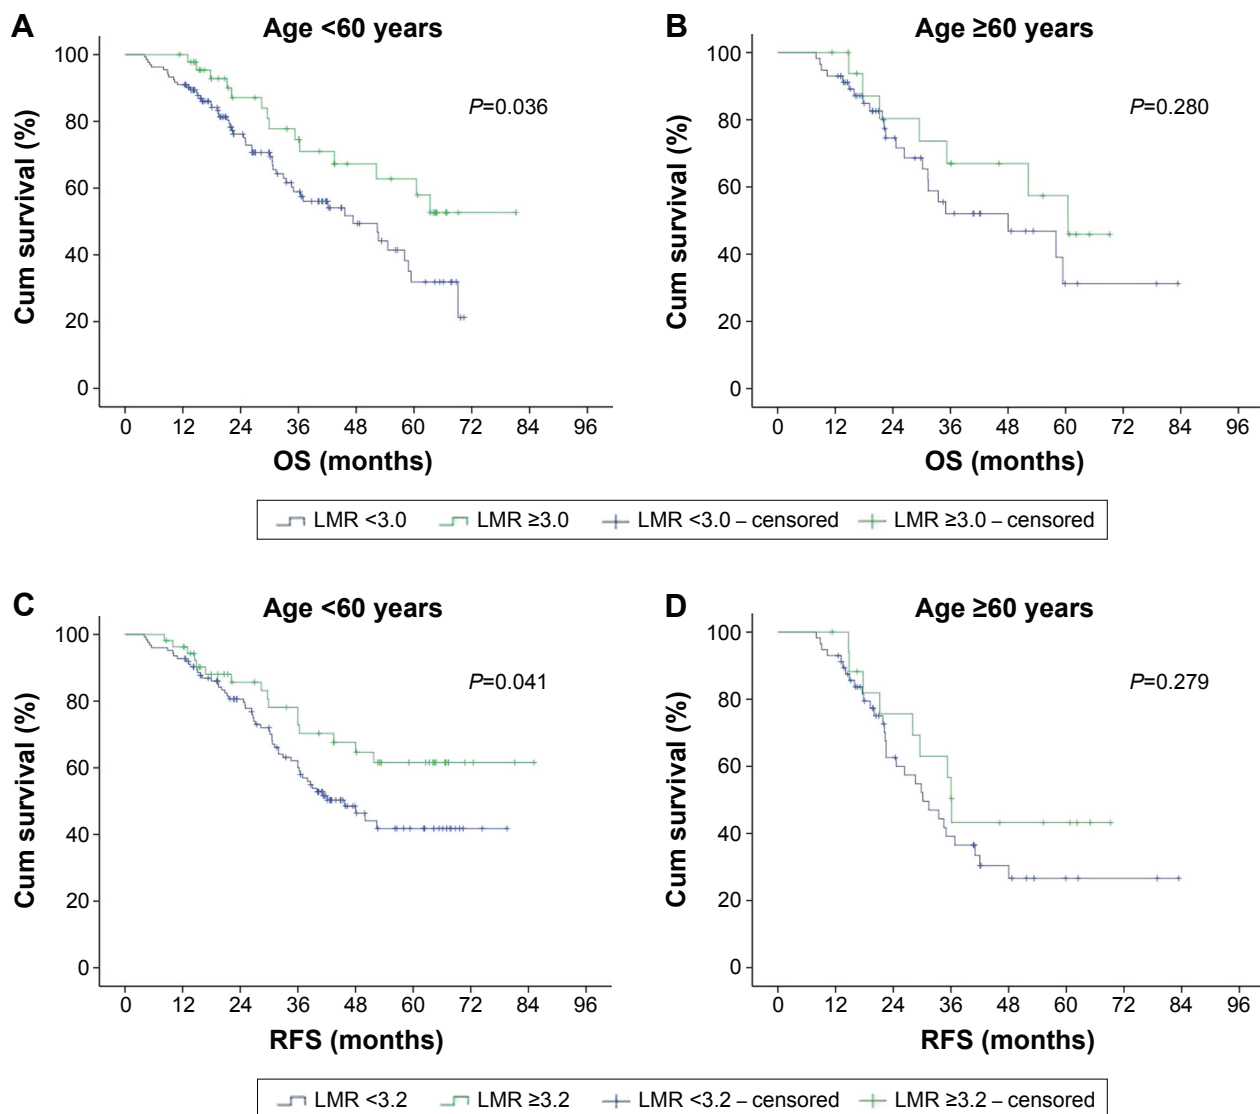 A
Age <60 years
P=0.036
Cum survival (%)
100
80
60
40
20
0
0 12 24 36 48 60 72 84 96
OS (months)
B
Age ≥60 years
P=0.280
Cum survival (%)
100
80
60
40
20
0
0 12 24 36 48 60 72 84 96
OS (months)
LMR <3.0 LMR ≥3.0 LMR <3.0 – censored LMR ≥3.0 – censored
C
Age <60 years
P=0.041
Cum survival (%)
100
80
60
40
20
0
0 12 24 36 48 60 72 84 96
RFS (months)
D
Age ≥60 years
P=0.279
Cum survival (%)
100
80
60
40
20
0
0 12 24 36 48 60 72 84 96
RFS (months)
LMR <3.2 LMR ≥3.2 LMR <3.2 – censored LMR ≥3.2 – censored